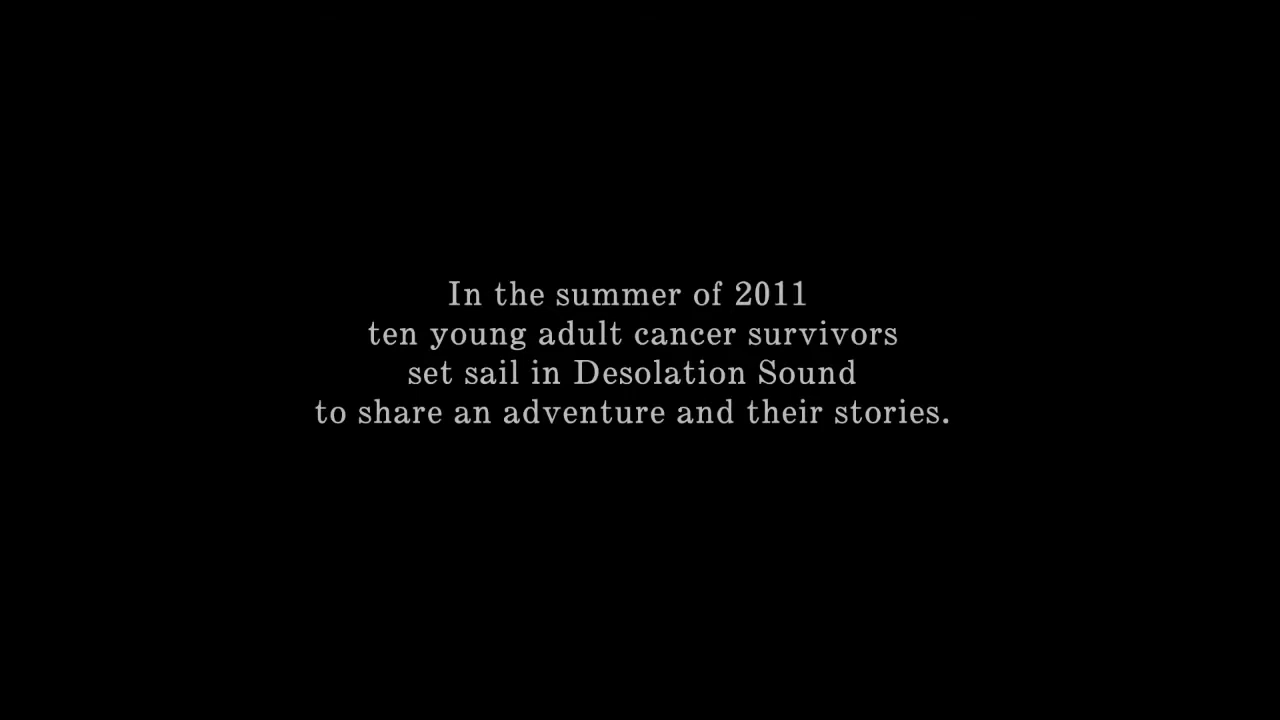 In the summer of 2011
ten young adult cancer survivors
set sail in Desolation Sound
to share an adventure and their stories.